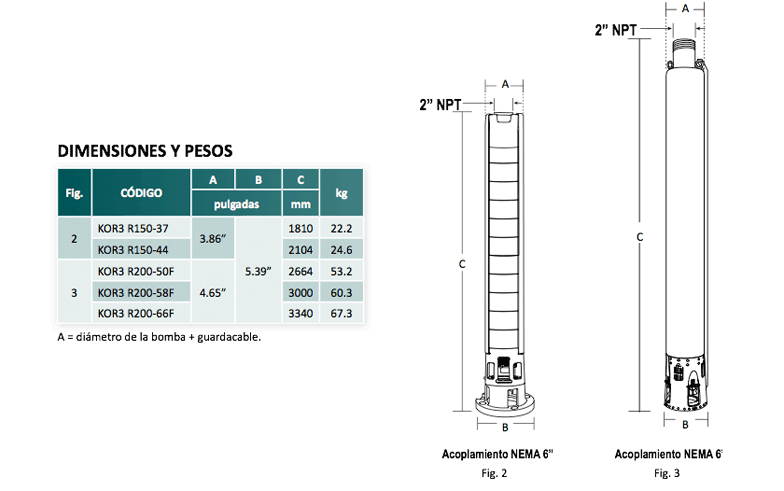 DIMENSIONES Y PESOS
Fig. CÓDIGO A B C kg
pulgadas mm
2 KOR3 R150-37 3.86” 5.39” 1810 22.2
KOR3 R150-44 2104 24.6
3 KOR3 R200-50F 4.65” 2664 53.2
KOR3 R200-58F 3000 60.3
KOR3 R200-66F 3340 67.3
A = diámetro de la bomba + guardacable.
A
2” NPT
C
B
Acoplamiento NEMA 6”
Fig. 2
A
2” NPT
C
B
Acoplamiento NEMA 6
Fig. 3